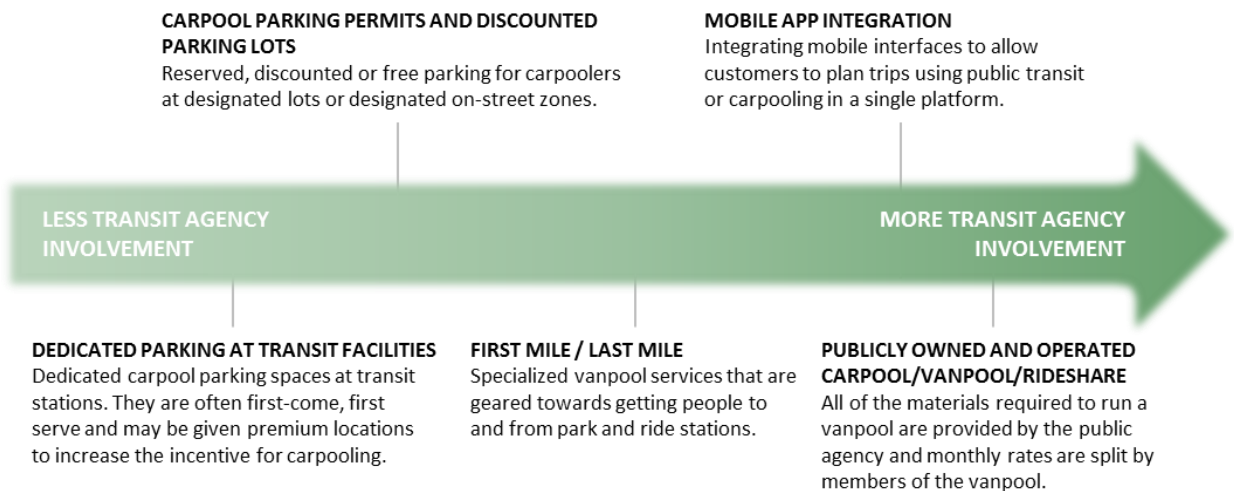 CARPOOL PARKING PERMITS AND DISCOUNTED
PARKING LOTS
Reserved, discounted or free parking for carpoolers
at designated lots or designated on-street zones.
MOBILE APP INTEGRATION
Integrating mobile interfaces to allow
customers to plan trips using public transit
or carpooling in a single platform.
LESS TRANSIT AGENCY
INVOLVEMENT
MORE TRANSIT AGENCY
INVOLVEMENT
DEDICATED PARKING AT TRANSIT FACILITIES
Dedicated carpool parking spaces at transit
stations. They are often first-come, first
serve and may be given premium locations
to increase the incentive for carpooling.
FIRST MILE / LAST MILE
Specialized vanpool services that are
geared towards getting people to
and from park and ride stations.
PUBLICLY OWNED AND OPERATED
CARPOOL/VANPOOL/RIDESHARE
All of the materials required to run a
vanpool are provided by the public
agency and monthly rates are split by
members of the vanpool.